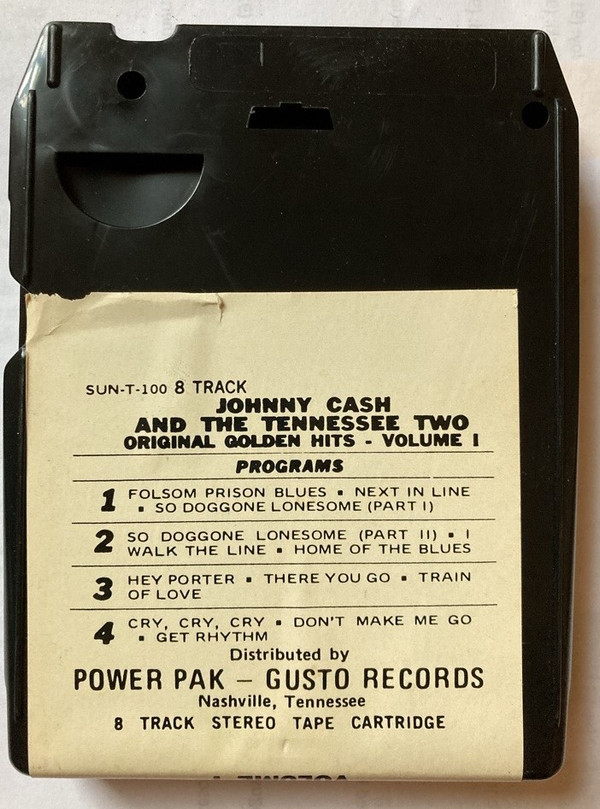 SUN-T-100 8 TRACK
JOHNNY CASH
AND THE TENNESSEE TWO
ORIGINAL GOLDEN HITS - VOLUME I
PROGRAMS
1 FOLSOM PRISON BLUES ▪ NEXT IN LINE
▪ SO DOGGONE LONESOME (PART I)
2 SO DOGGONE LONESOME (PART II) ▪ I
WALK THE LINE ▪ HOME OF THE BLUES
3 HEY PORTER ▪ THERE YOU GO ▪ TRAIN
OF LOVE
4 CRY, CRY, CRY ▪ DON'T MAKE ME GO
▪ GET RHYTHM
Distributed by
POWER PAK – GUSTO RECORDS
Nashville, Tennessee
8 TRACK STEREO TAPE CARTRIDGE
VOLUME I